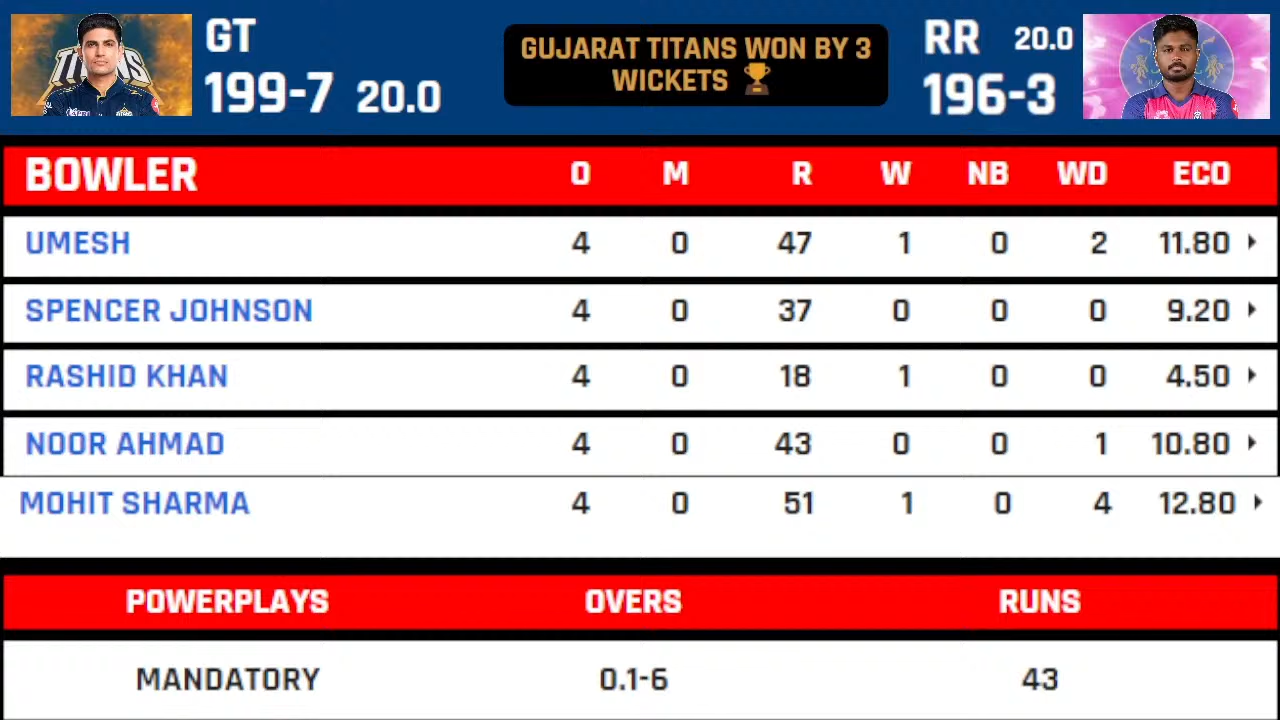 GT
199-7 20.0
GUJARAT TITANS WON BY 3
WICKETS 🏆
RR 20.0
196-3
TITANS
BOWLER O M R W NB WD ECO
UMESH 4 0 47 1 0 2 11.80
SPENCER JOHNSON 4 0 37 0 0 0 9.20
RASHID KHAN 4 0 18 1 0 0 4.50
NOOR AHMAD 4 0 43 0 0 1 10.80
MOHIT SHARMA 4 0 51 1 0 4 12.80
POWERPLAYS OVERS RUNS
MANDATORY 0.1-6 43